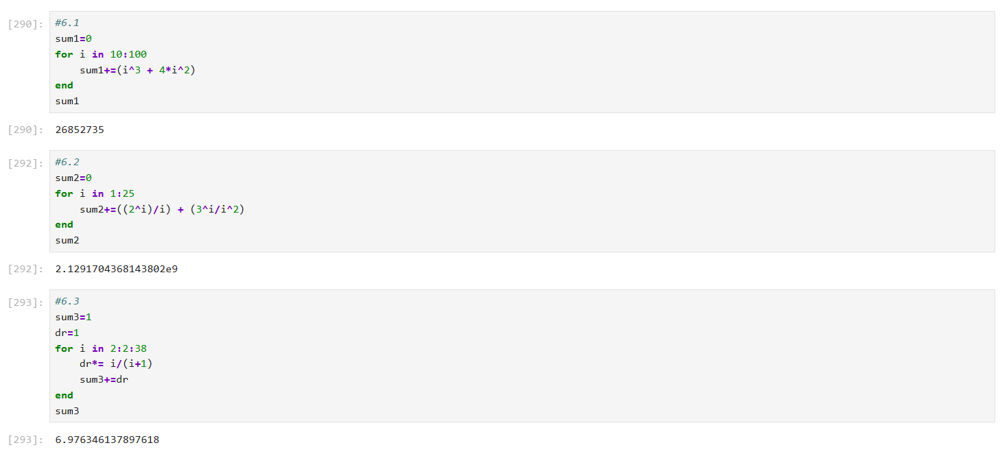 [290]: #6.1
sum1=0
for i in 10:100
    sum1+=(i^3 + 4*i^2)
end
sum1
[290]: 26852735
[292]: #6.2
sum2=0
for i in 1:25
    sum2+=((2^i)/i) + (3^i/i^2)
end
sum2
[292]: 2.1291704368143802e9
[293]: #6.3
sum3=1
dr=1
for i in 2:2:38
    dr*= i/(i+1)
    sum3+=dr
end
sum3
[293]: 6.976346137897618